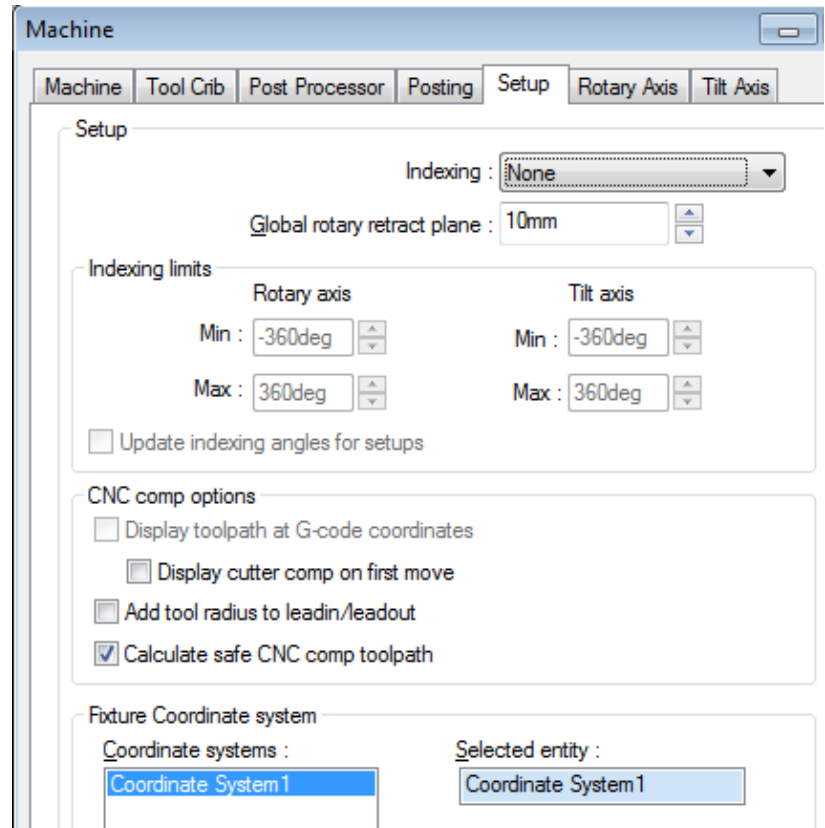 Machine
Machine Tool Crib Post Processor Posting Setup Rotary Axis Tilt Axis
Setup
Indexing : None
Global rotary retract plane : 10mm
Indexing limits
Rotary axis Tilt axis
Min : -360deg Min : -360deg
Max : 360deg Max : 360deg
Update indexing angles for setups
CNC comp options
Display toolpath at G-code coordinates
Display cutter comp on first move
Add tool radius to leadin/leadout
Calculate safe CNC comp toolpath
Fixture Coordinate system
Coordinate systems : Selected entity :
Coordinate System1 Coordinate System1